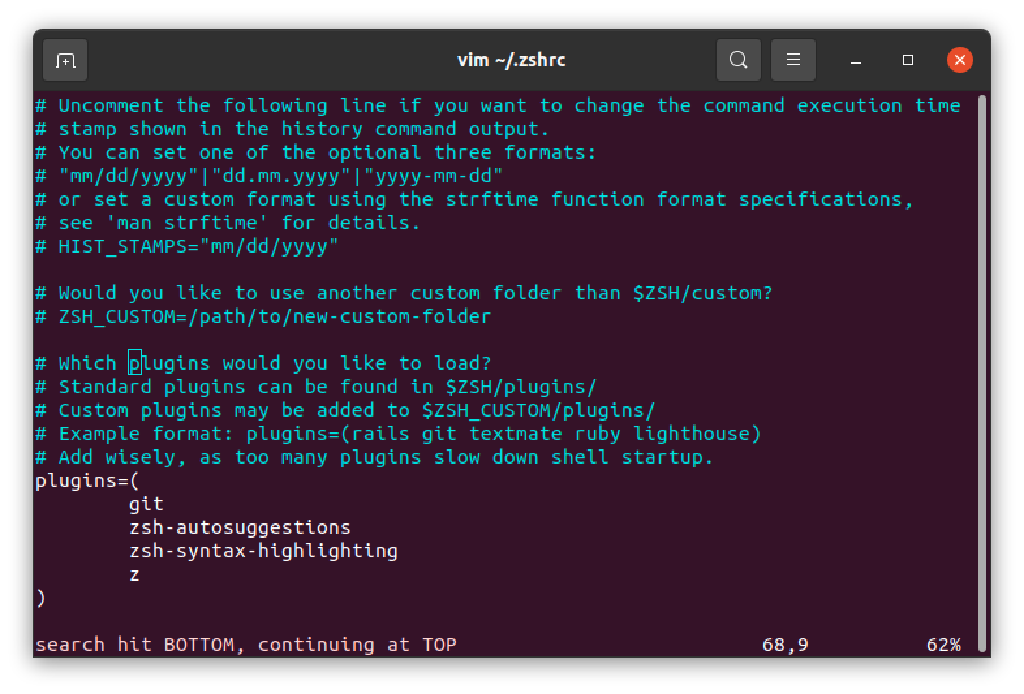 vim ~/.zshrc
# Uncomment the following line if you want to change the command execution time
# stamp shown in the history command output.
# You can set one of the optional three formats:
# "mm/dd/yyyy"|"dd.mm.yyyy"|"yyyy-mm-dd"
# or set a custom format using the strftime function format specifications,
# see 'man strftime' for details.
# HIST_STAMPS="mm/dd/yyyy"
# Would you like to use another custom folder than $ZSH/custom?
# ZSH_CUSTOM=/path/to/new-custom-folder
# Which plugins would you like to load?
# Standard plugins can be found in $ZSH/plugins/
# Custom plugins may be added to $ZSH_CUSTOM/plugins/
# Example format: plugins=(rails git textmate ruby lighthouse)
# Add wisely, as too many plugins slow down shell startup.
plugins=(
git
zsh-autosuggestions
zsh-syntax-highlighting
z
)
search hit BOTTOM, continuing at TOP 68,9 62%